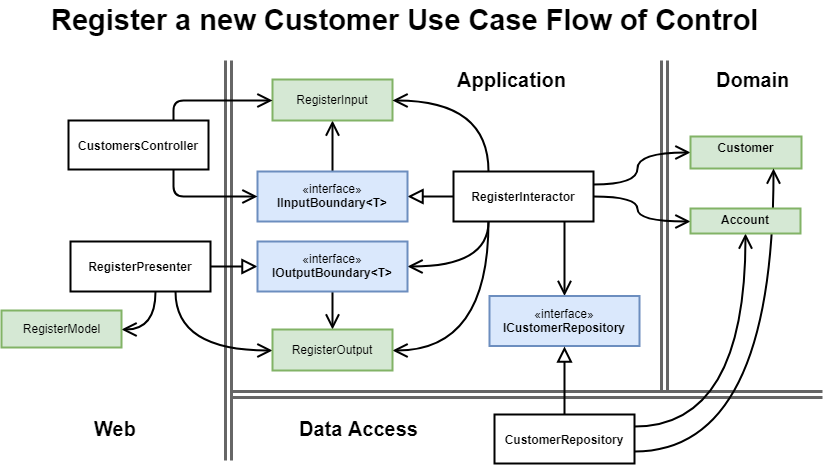 Register a new Customer Use Case Flow of Control
Application
Domain
RegisterInput
CustomersController
Customer
«interface»
IInputBoundary<T>
RegisterInteractor
Account
«interface»
IOutputBoundary<T>
RegisterPresenter
«interface»
ICustomerRepository
RegisterModel
RegisterOutput
Web
Data Access
CustomerRepository